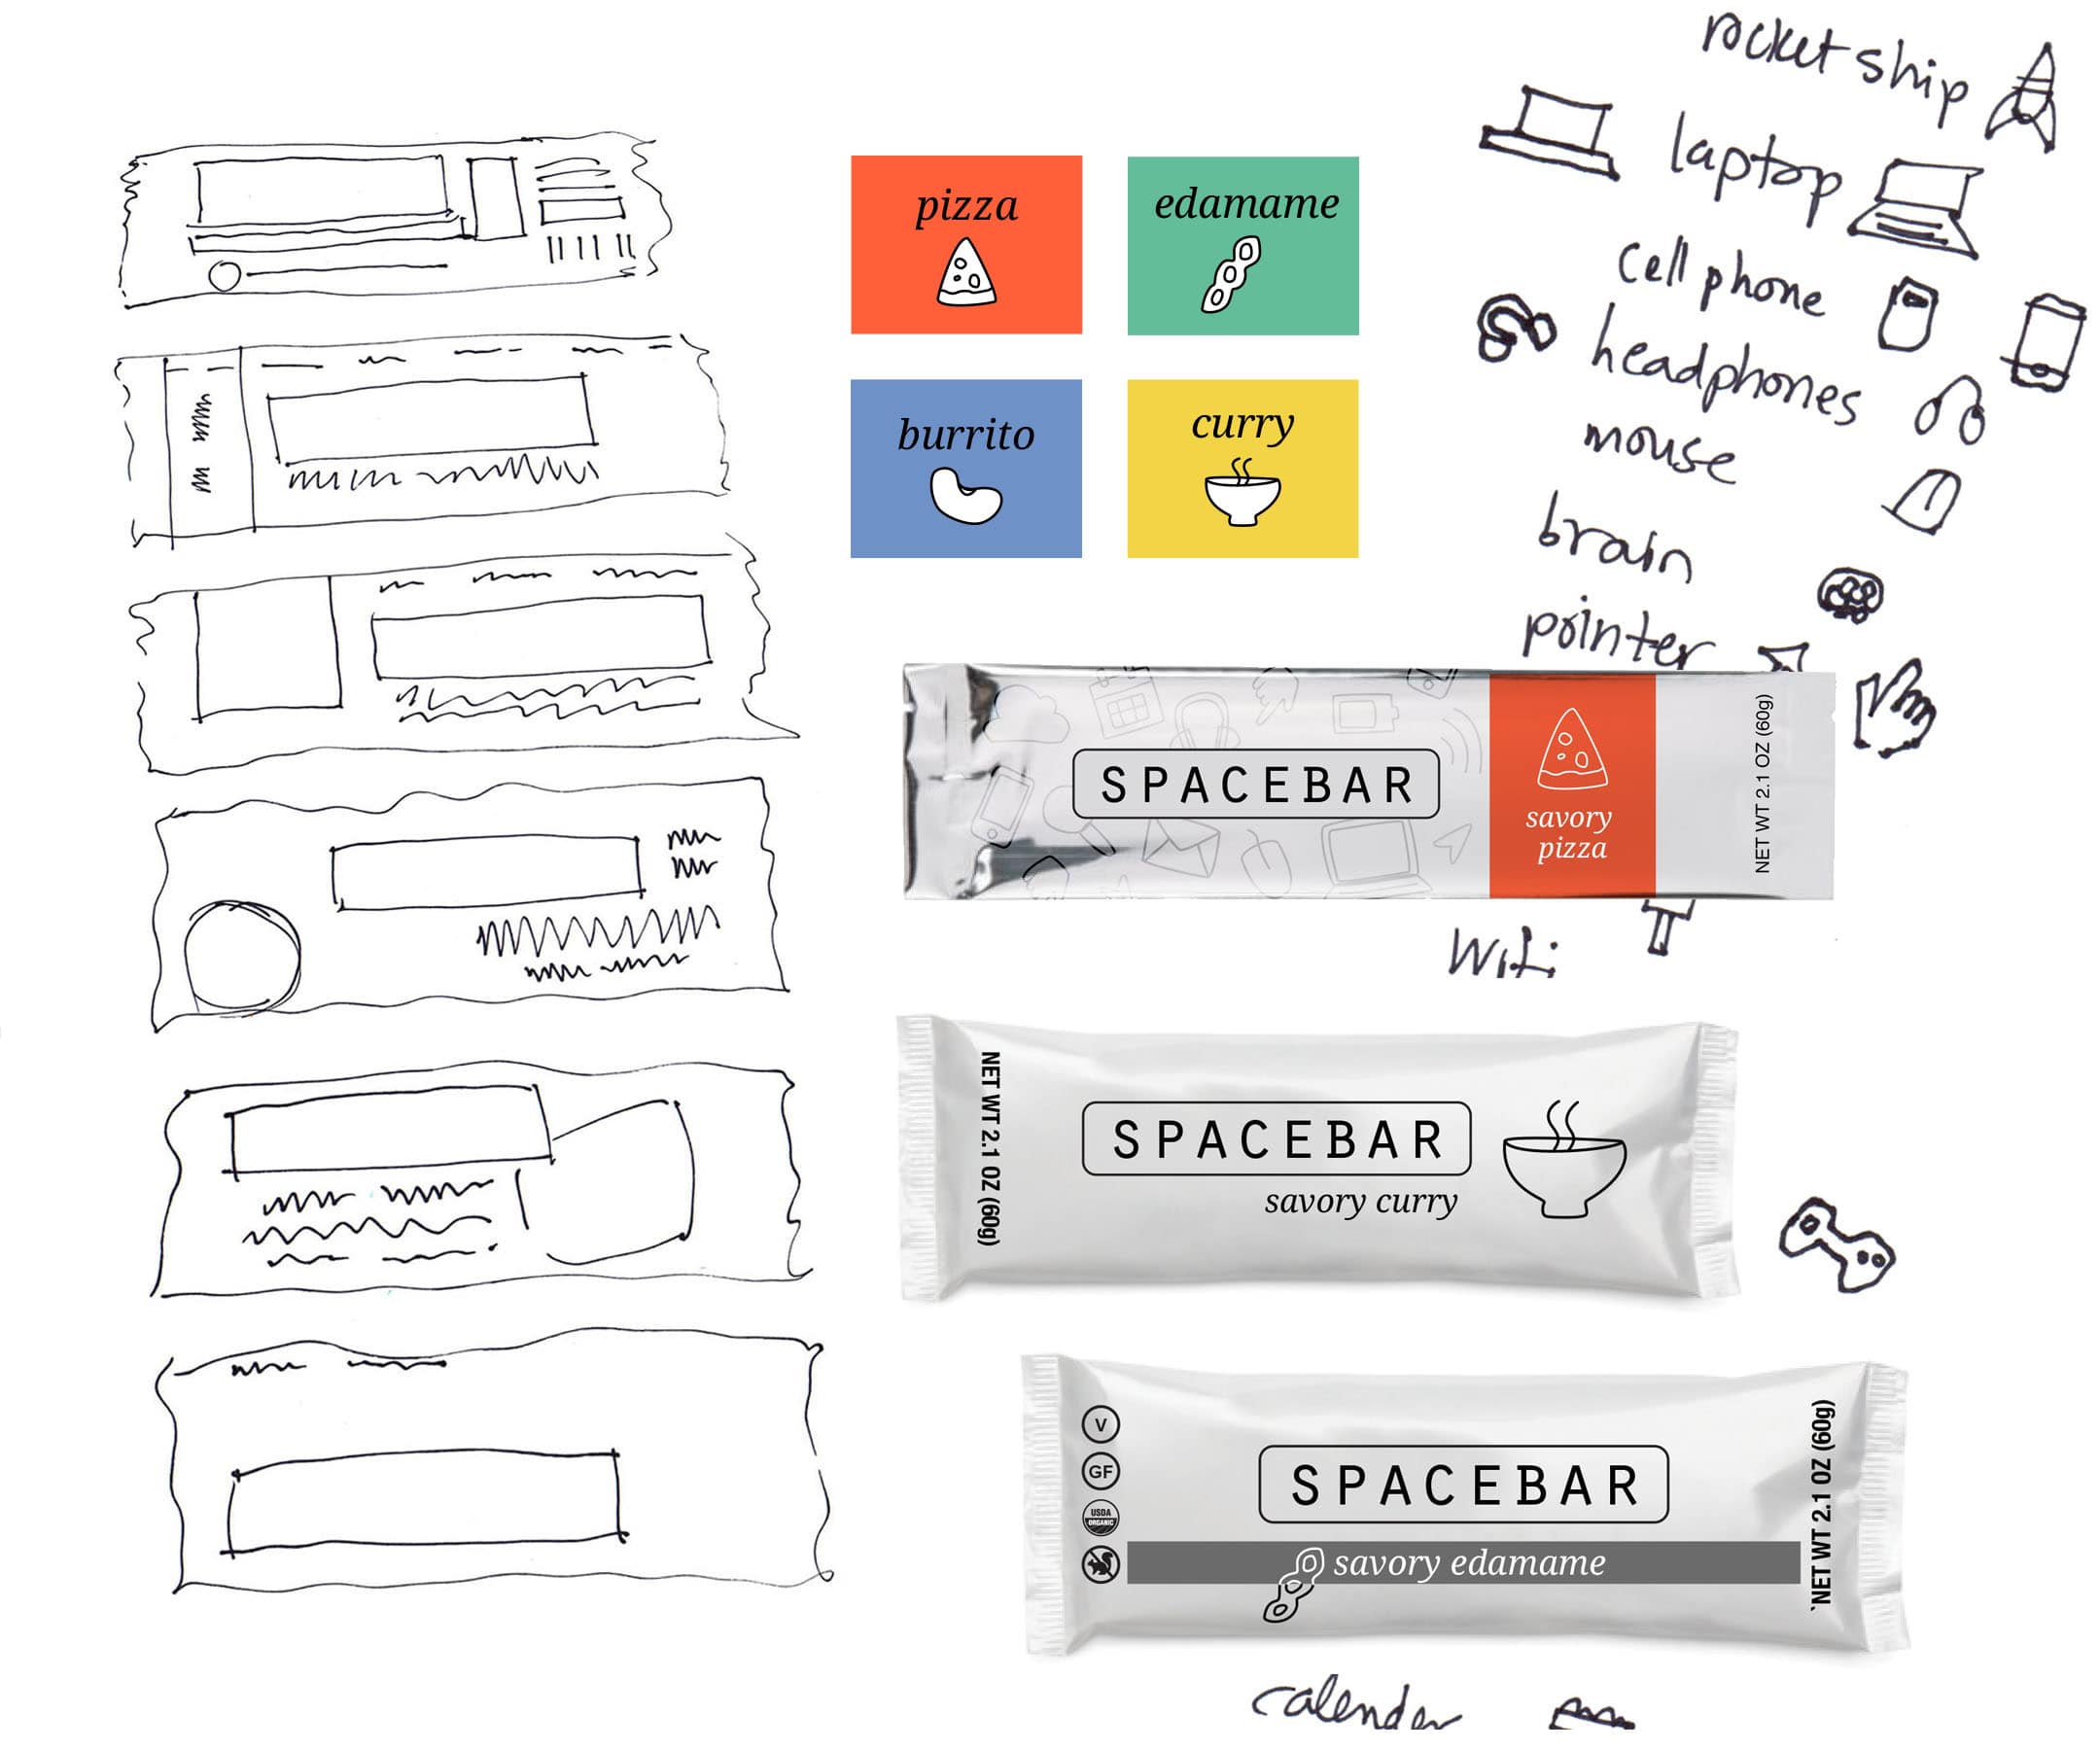 rocket ship
laptop
cell phone
headphones
mouse
brain
pointer
pizza
edamame
burrito
curry
SPACEBAR
savory
pizza
NET WT 2.1 OZ (60g)
Wifi
NET WT 2.1 OZ (60g)
SPACEBAR
savory curry
V
GF
USDA
ORGANIC
SPACEBAR
savory edamame
`NET WT 2.1 OZ (60g)
calender